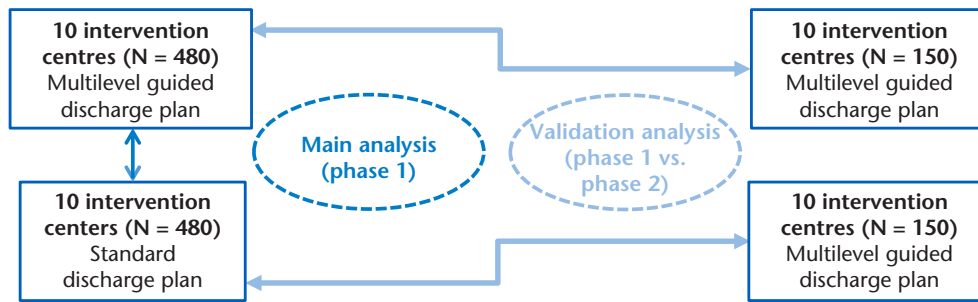 10 intervention
centres (N = 480)
Multilevel guided
discharge plan
10 intervention
centres (N = 150)
Multilevel guided
discharge plan
Main analysis
(phase 1)
Validation analysis
(phase 1 vs.
phase 2)
10 intervention
centers (N = 480)
Standard
discharge plan
10 intervention
centres (N = 150)
Multilevel guided
discharge plan